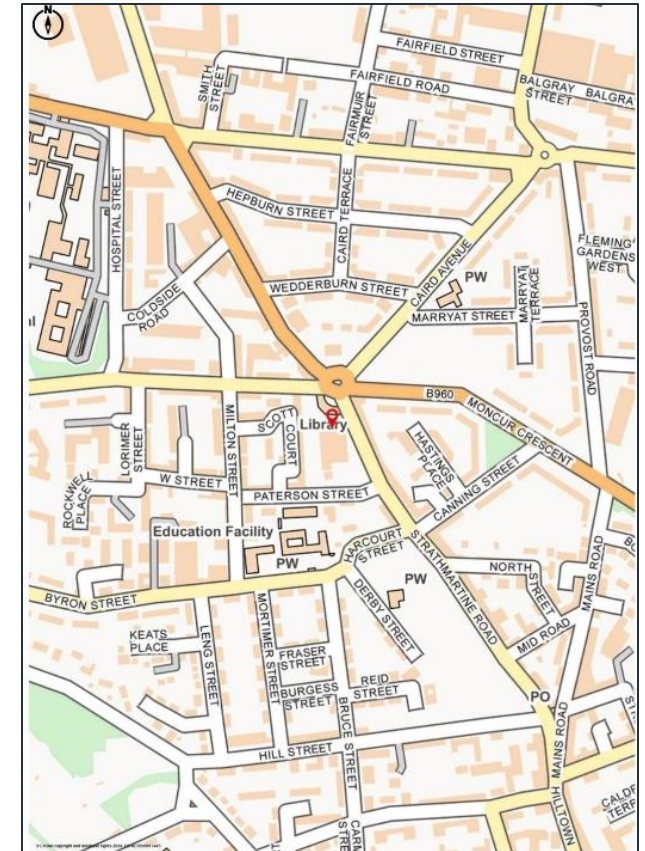 N
FAIRFIELD STREET
FAIRFIELD ROAD
BALGRAY
STREET
BALGRA
SMITH
STREET
FAIRMUIR
STREET
HOSPITAL STREET
HEPBURN STREET
CAIRD TERRACE
CAIRD AVENUE
FLEMING
GARDENS
WEST
PW
WEDDERBURN STREET
MARRYAT STREET
MARRYAT
TERRACE
PROVOST ROAD
COLDSIDE
ROAD
al
B960
MONCUR CRESCENT
SCOTT
COURT
Library
LORIMER
STREET
MILTON STREET
HASTINGS
PLACE
CANNING STREET
ROCKWELL
PLACE
W STREET
PATERSON STREET
Education Facility
PW
HARCOURT
STREET
STRATHMARTINE ROAD
NORTH
STREET
MAINS ROAD
BYRON STREET
DERBY STREET
PW
MID ROAD
KEATS
PLACE
LENG STREET
MORTIMER STREET
FRASER
STREET
BURGESS
STREET
REID
STREET
BRUCE STREET
PO
HILL STREET
MAINS ROAD
HILLTOWN
CALDE
TERR
CARM
STRE